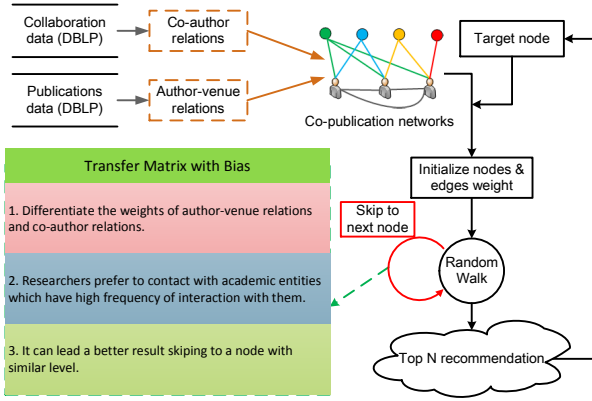 Collaboration
data (DBLP)
Co-author
relations
Target node
Publications
data (DBLP)
Author-venue
relations
Co-publication networks
Transfer Matrix with Bias
1. Differentiate the weights of author-venue relations
and co-author relations.
2. Researchers prefer to contact with academic entities
which have high frequency of interaction with them.
3. It can lead a better result skiping to a node with
similar level.
Initialize nodes &
edges weight
Skip to
next node
Random
Walk
Top N recommendation